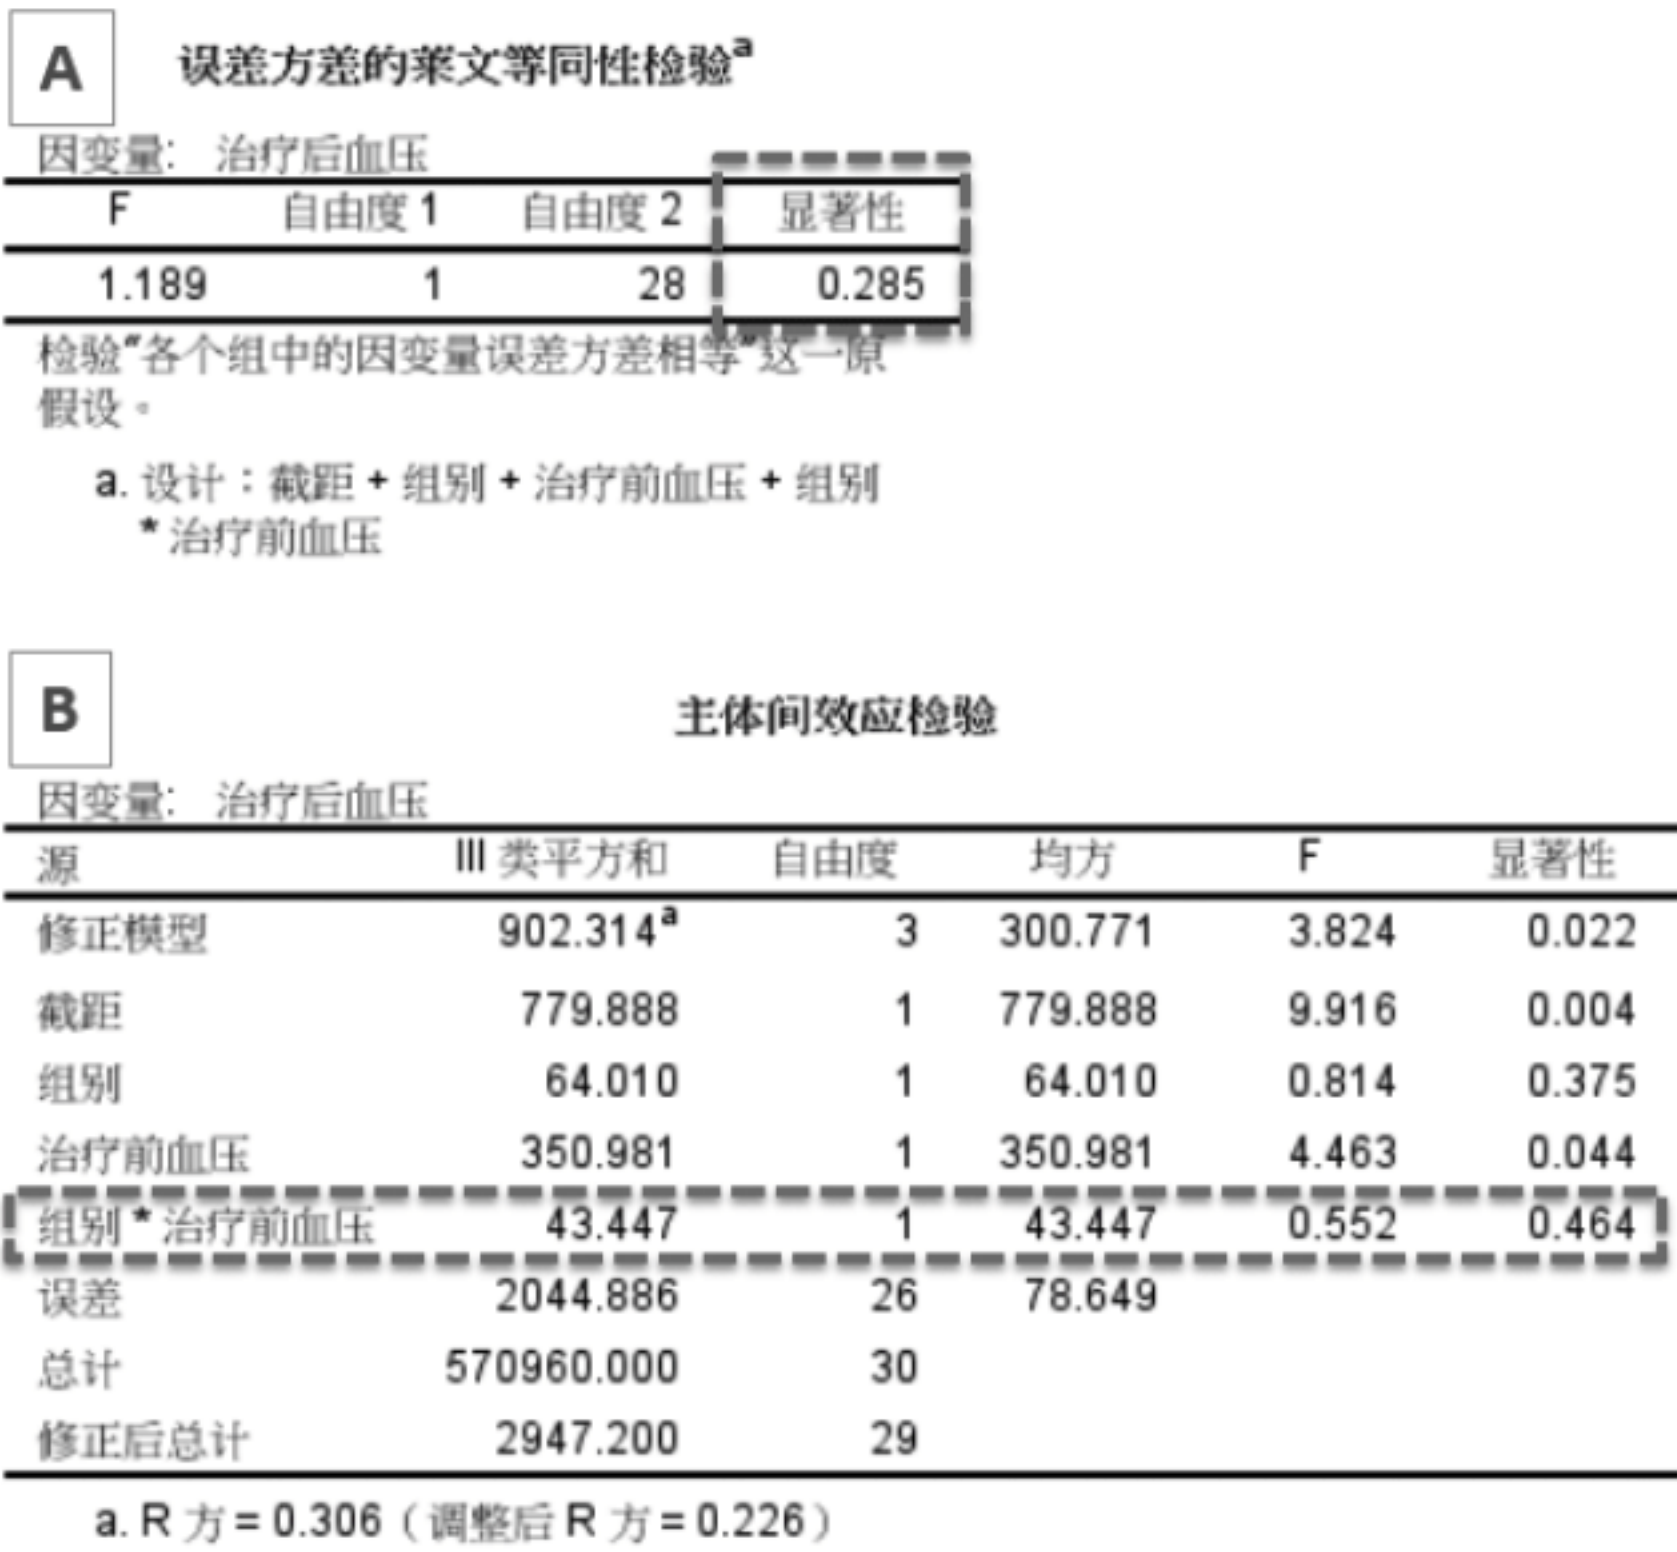 A 误差方差的莱文等同性检验a
因变量: 治疗后血压
F 自由度 1 自由度 2 显著性
1.189 1 28 0.285
检验"各个组中的因变量误差方差相等"这一原
假设。
a. 设计：截距 + 组别 + 治疗前血压 + 组别
* 治疗前血压
B 主体间效应检验
因变量: 治疗后血压
源 III 类平方和 自由度 均方 F 显著性
修正模型 902.314a 3 300.771 3.824 0.022
截距 779.888 1 779.888 9.916 0.004
组别 64.010 1 64.010 0.814 0.375
治疗前血压 350.981 1 350.981 4.463 0.044
组别 * 治疗前血压 43.447 1 43.447 0.552 0.464
误差 2044.886 26 78.649
总计 570960.000 30
修正后总计 2947.200 29
a. R 方 = 0.306（调整后 R 方 = 0.226）